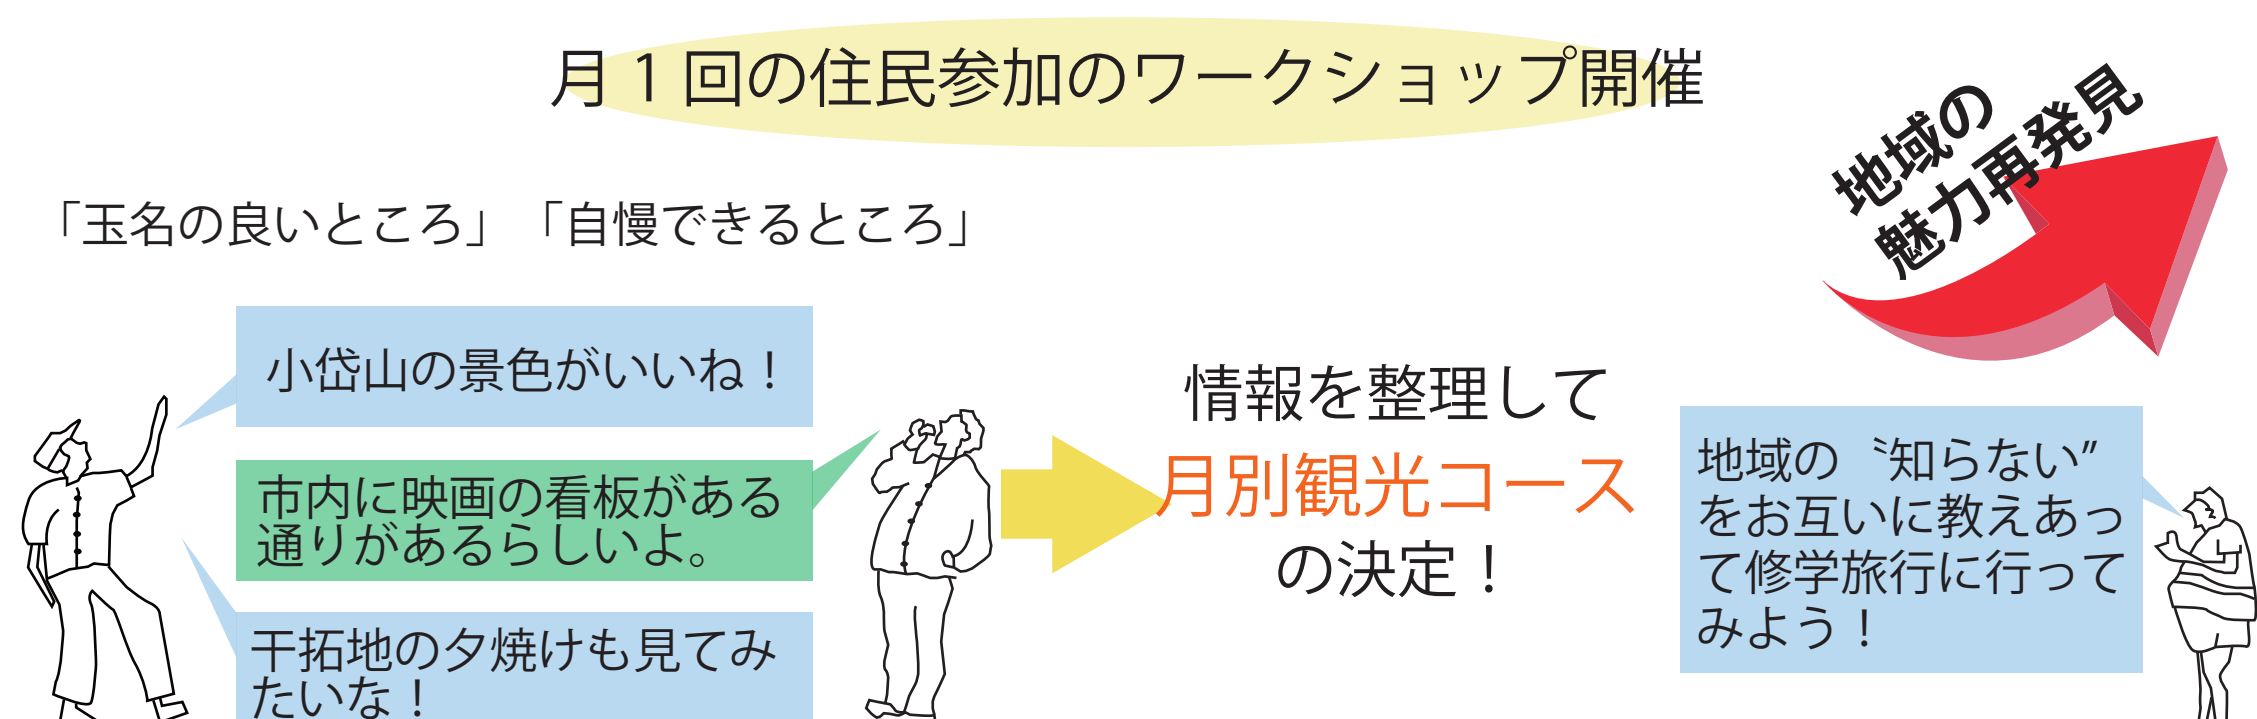 月１回の住民参加のワークショップ開催
地域の
魅力再発見
「玉名の良いところ」「自慢できるところ」
小岱山の景色がいいね！
市内に映画の看板がある
通りがあるらしいよ。
干拓地の夕焼けも見てみ
たいな！
情報を整理して
月別観光コース
の決定！
地域の〝知らない”
をお互いに教えあっ
て修学旅行に行って
みよう！